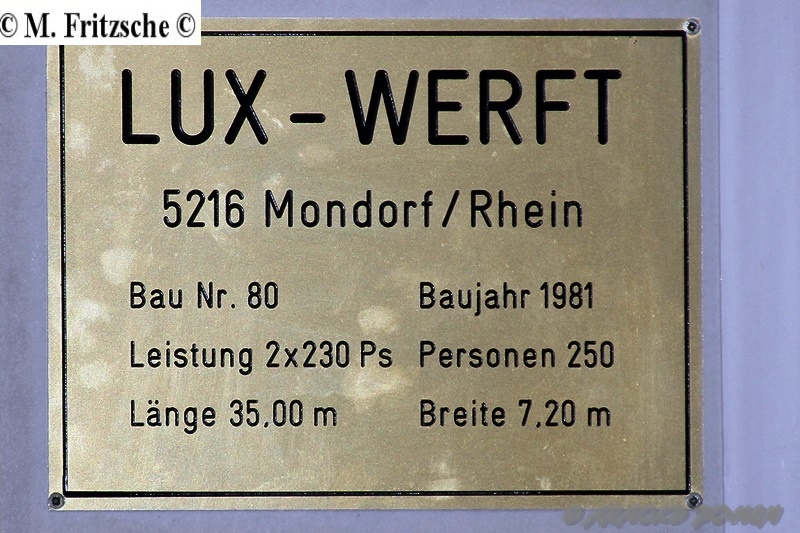 © M. Fritzsche ©
LUX – WERFT
5216 Mondorf/Rhein
Bau Nr. 80 Baujahr 1981
Leistung 2x230 Ps Personen 250
Länge 35,00 m Breite 7,20 m
©